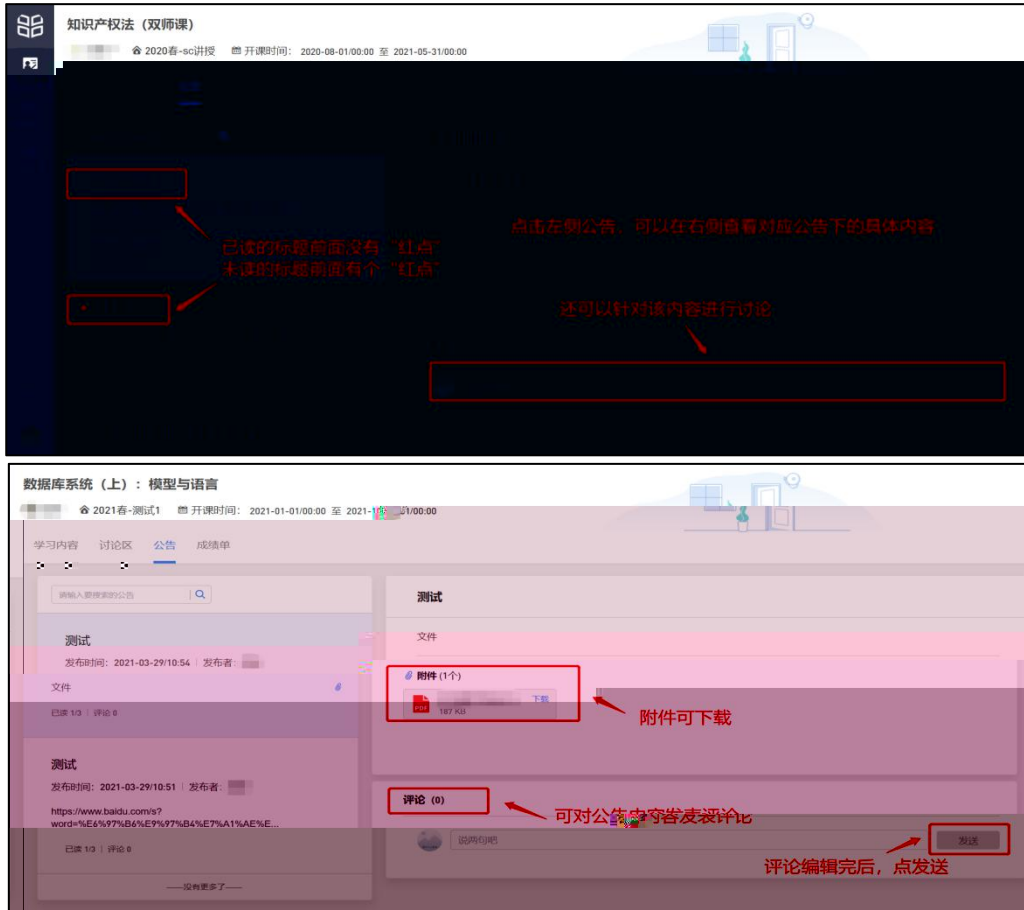 知识产权法（双师课）
2020春-sc讲授 开课时间： 2020-08-01/00:00 至 2021-05-31/00:00
点击左侧公告，可以在右侧查看对应公告下的具体内容
已读的标题前面没有“红点”
未读的标题前面有个“红点”
还可以针对该内容进行讨论
数据库系统（上）：模型与语言
2021春-测试1 开课时间： 2021-01-01/00:00 至 2021-1 1/00:00
学习内容 讨论区 公告 成绩单
请输入要搜索的公告
测试
发布时间：2021-03-29/10:54 发布者：
文件
已读 1/3 评论 0
测试
发布时间：2021-03-29/10:51 发布者：
https://www.baidu.com/s?
word=%E6%97%B6%E9%97%B4%E7%A1%AE%E...
已读 1/3 评论 0
——没有更多了——
测试
文件
附件 (1个)
下载
PDF 187 KB
附件可下载
评论 (0)
可对公告内容发表评论
说两句吧
发送
评论编辑完后，点发送